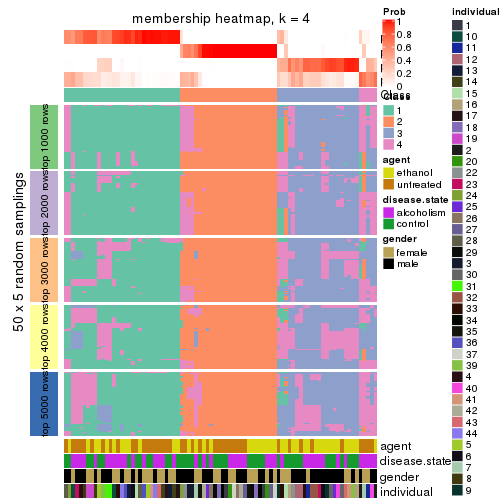 membership heatmap, k = 4
Prob
1
0.8
0.6
0.4
0.2
0
Class
1
2
3
4
agent
ethanol
untreated
disease.state
alcoholism
control
gender
female
male
individual
1
10
11
12
13
14
15
16
17
18
19
2
20
22
23
24
25
26
27
28
29
3
30
31
32
33
34
35
36
37
39
4
40
41
42
43
44
5
6
7
8
9
50 x 5 random samplings
top 1000 rows
top 2000 rows
top 3000 rows
top 4000 rows
top 5000 rows
agent
disease.state
gender
individual